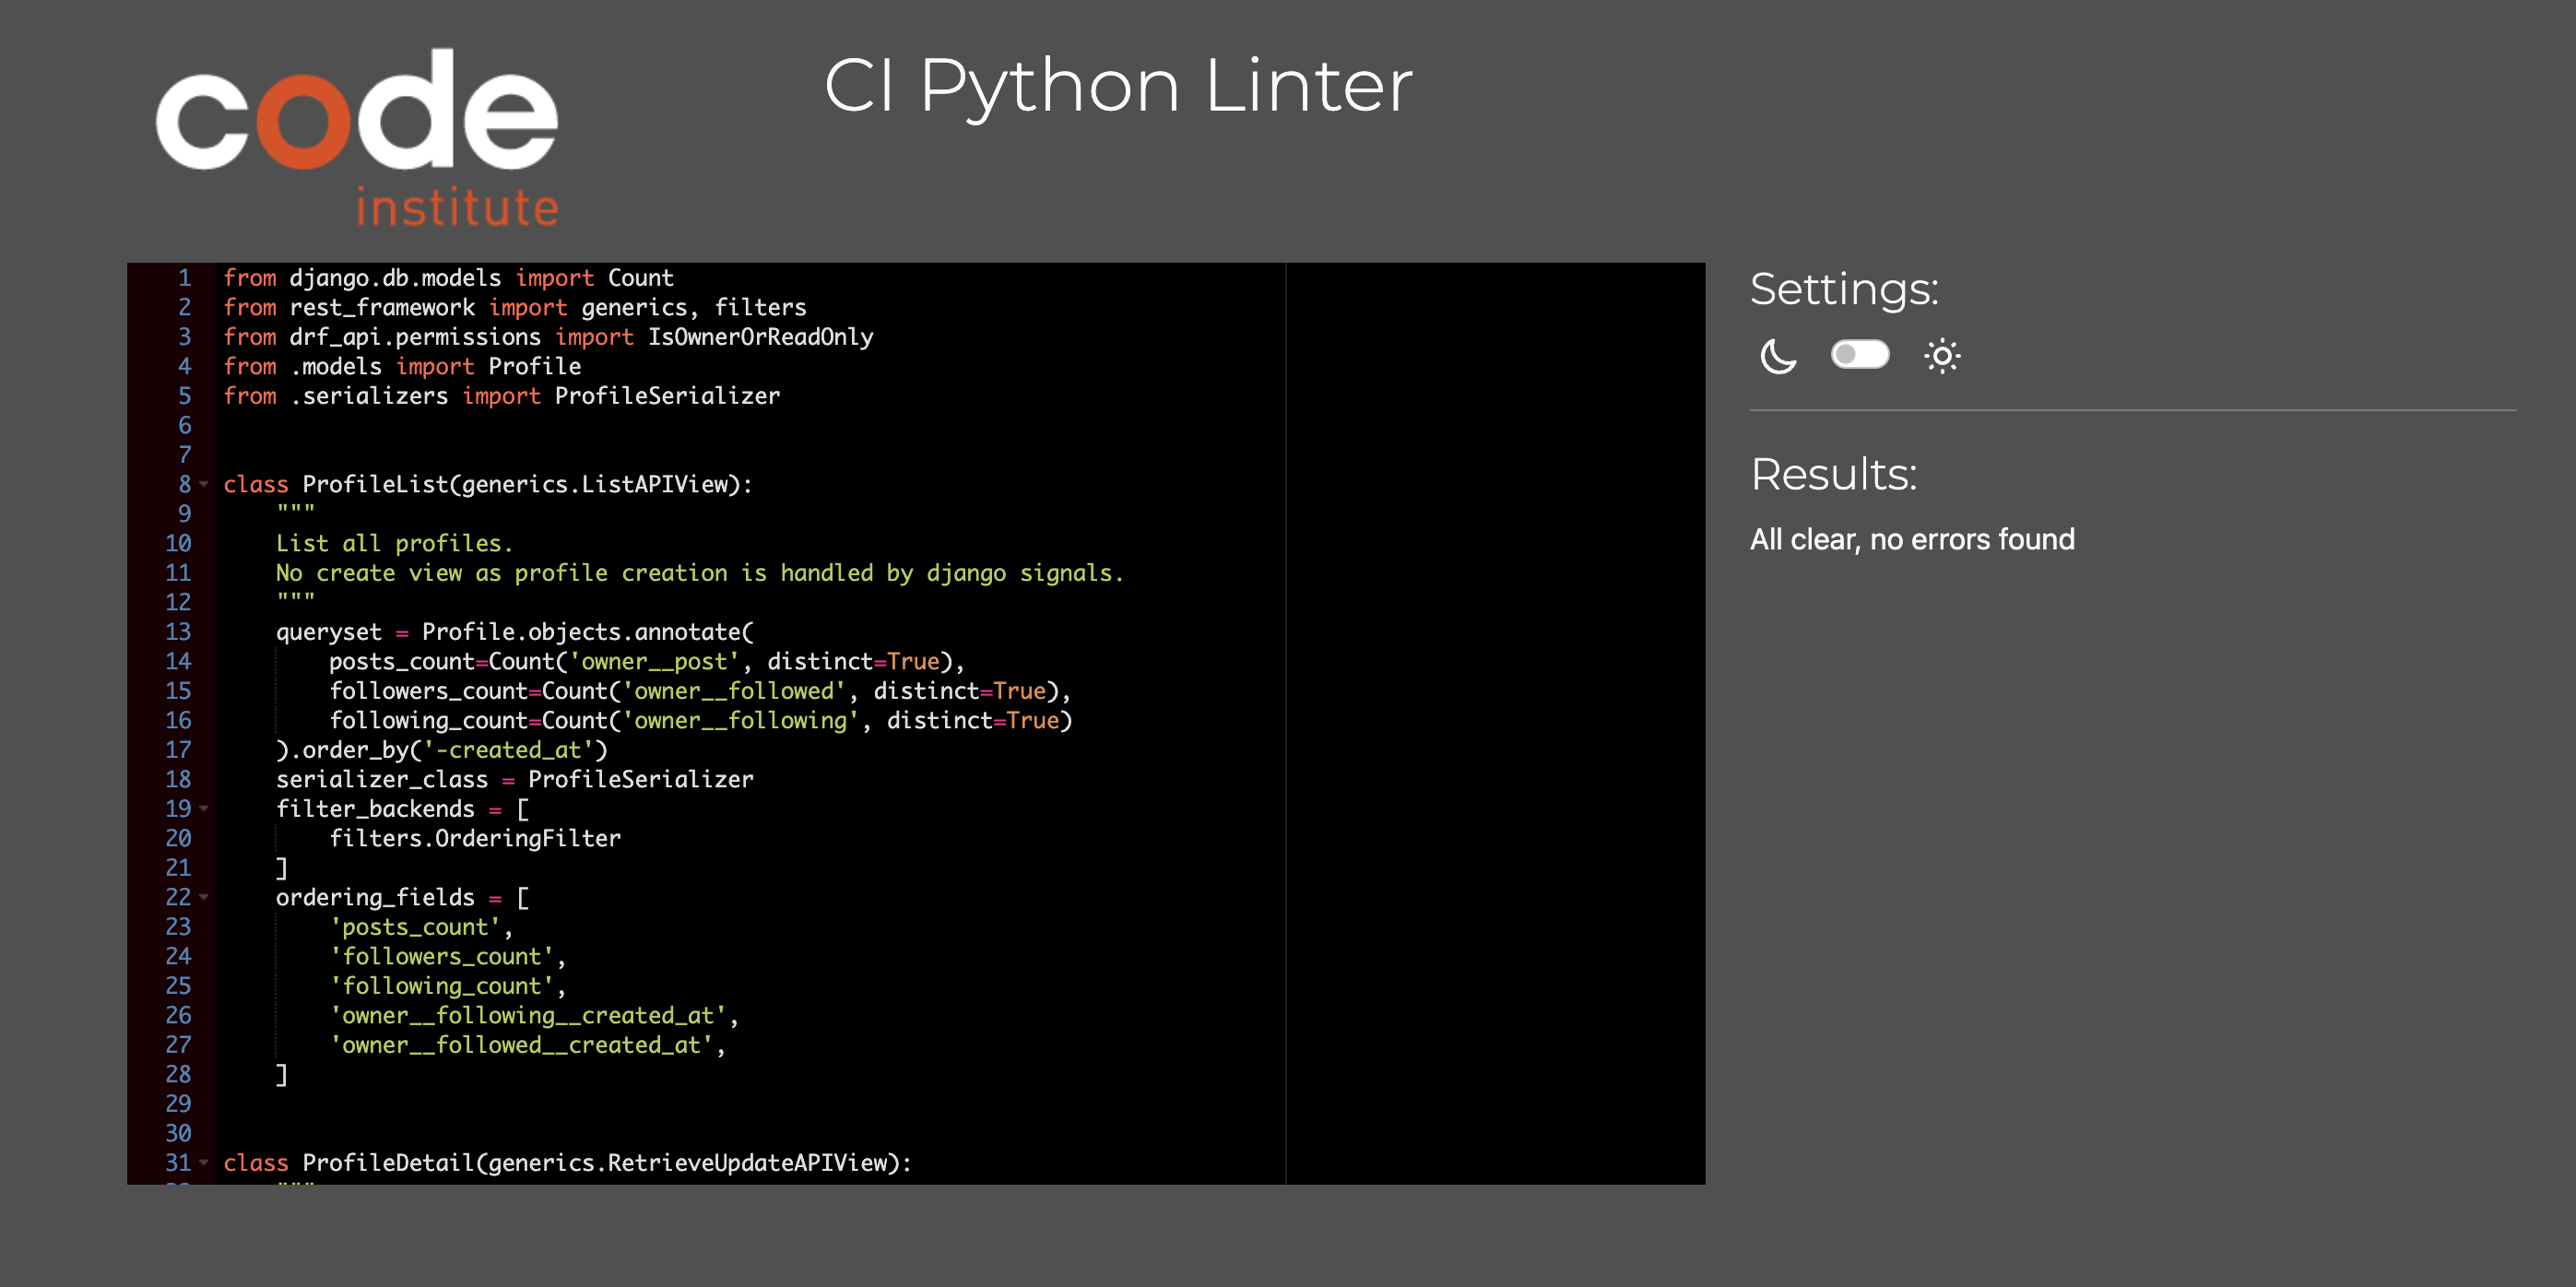 code
institute
CI Python Linter
1 from django.db.models import Count
2 from rest_framework import generics, filters
3 from drf_api.permissions import IsOwnerOrReadOnly
4 from .models import Profile
5 from .serializers import ProfileSerializer
6
7
8 class ProfileList(generics.ListAPIView):
9     """
10     List all profiles.
11     No create view as profile creation is handled by django signals.
12     """
13     queryset = Profile.objects.annotate(
14         posts_count=Count('owner__post', distinct=True),
15         followers_count=Count('owner__followed', distinct=True),
16         following_count=Count('owner__following', distinct=True)
17     ).order_by('-created_at')
18     serializer_class = ProfileSerializer
19     filter_backends = [
20         filters.OrderingFilter
21     ]
22     ordering_fields = [
23         'posts_count',
24         'followers_count',
25         'following_count',
26         'owner__following__created_at',
27         'owner__followed__created_at',
28     ]
29
30
31 class ProfileDetail(generics.RetrieveUpdateAPIView):
Settings:
Results:
All clear, no errors found